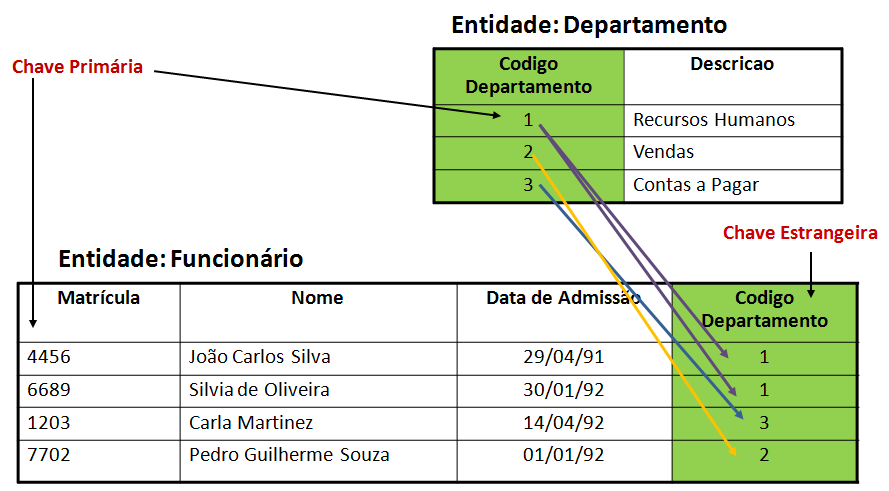 Entidade: Departamento
Chave Primária
Codigo Departamento Descricao
1 Recursos Humanos
2 Vendas
3 Contas a Pagar
Chave Estrangeira
Entidade: Funcionário
Matrícula Nome Data de Admissão Codigo Departamento
4456 João Carlos Silva 29/04/91 1
6689 Silvia de Oliveira 30/01/92 1
1203 Carla Martinez 14/04/92 3
7702 Pedro Guilherme Souza 01/01/92 2